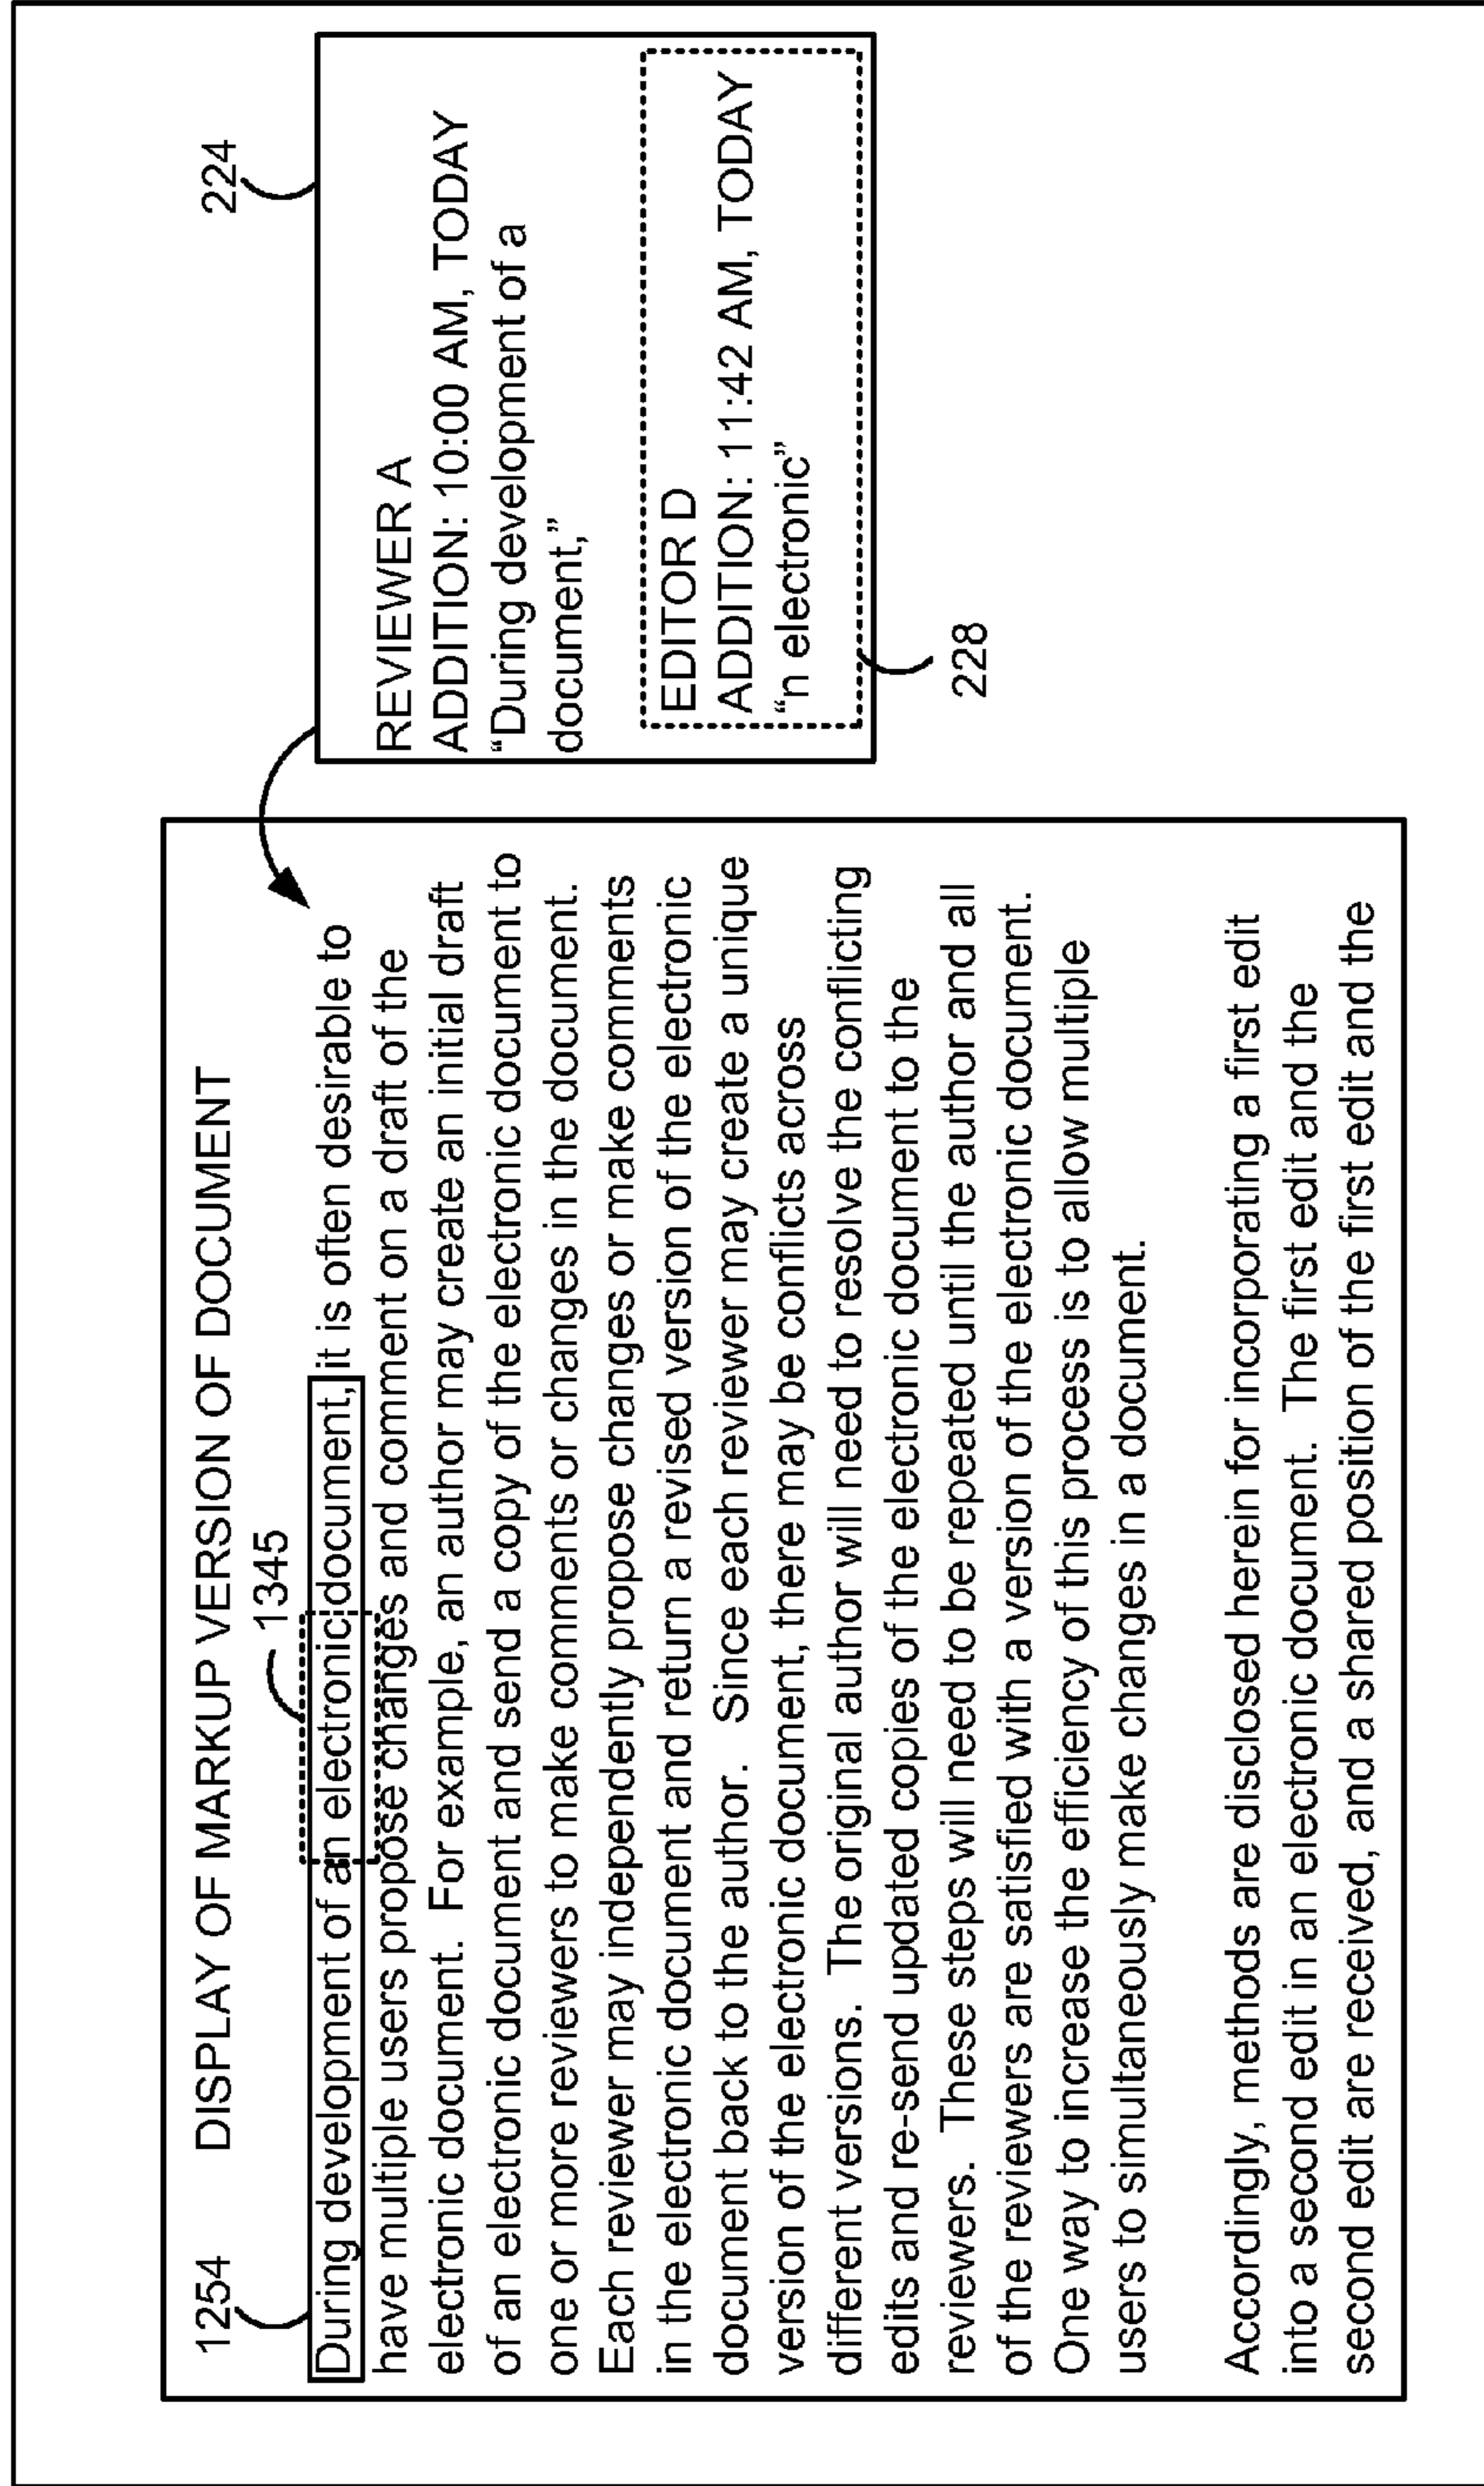 1254
DISPLAY OF MARKUP VERSION OF DOCUMENT
1345
During development of an electronic document, it is often desirable to
have multiple users propose changes and comment on a draft of the
electronic document. For example, an author may create an initial draft
of an electronic document and send a copy of the electronic document to
one or more reviewers to make comments or changes in the document.
Each reviewer may independently propose changes or make comments
in the electronic document and return a revised version of the electronic
document back to the author. Since each reviewer may create a unique
version of the electronic document, there may be conflicts across
different versions. The original author will need to resolve the conflicting
edits and re-send updated copies of the electronic document to the
reviewers. These steps will need to be repeated until the author and all
of the reviewers are satisfied with a version of the electronic document.
One way to increase the efficiency of this process is to allow multiple
users to simultaneously make changes in a document.
Accordingly, methods are disclosed herein for incorporating a first edit
into a second edit in an electronic document. The first edit and the
second edit are received, and a shared position of the first edit and the
224
REVIEWER A
ADDITION: 10:00 AM, TODAY
“During development of a
document,”
EDITOR D
ADDITION: 11:42 AM, TODAY
“n electronic”
228